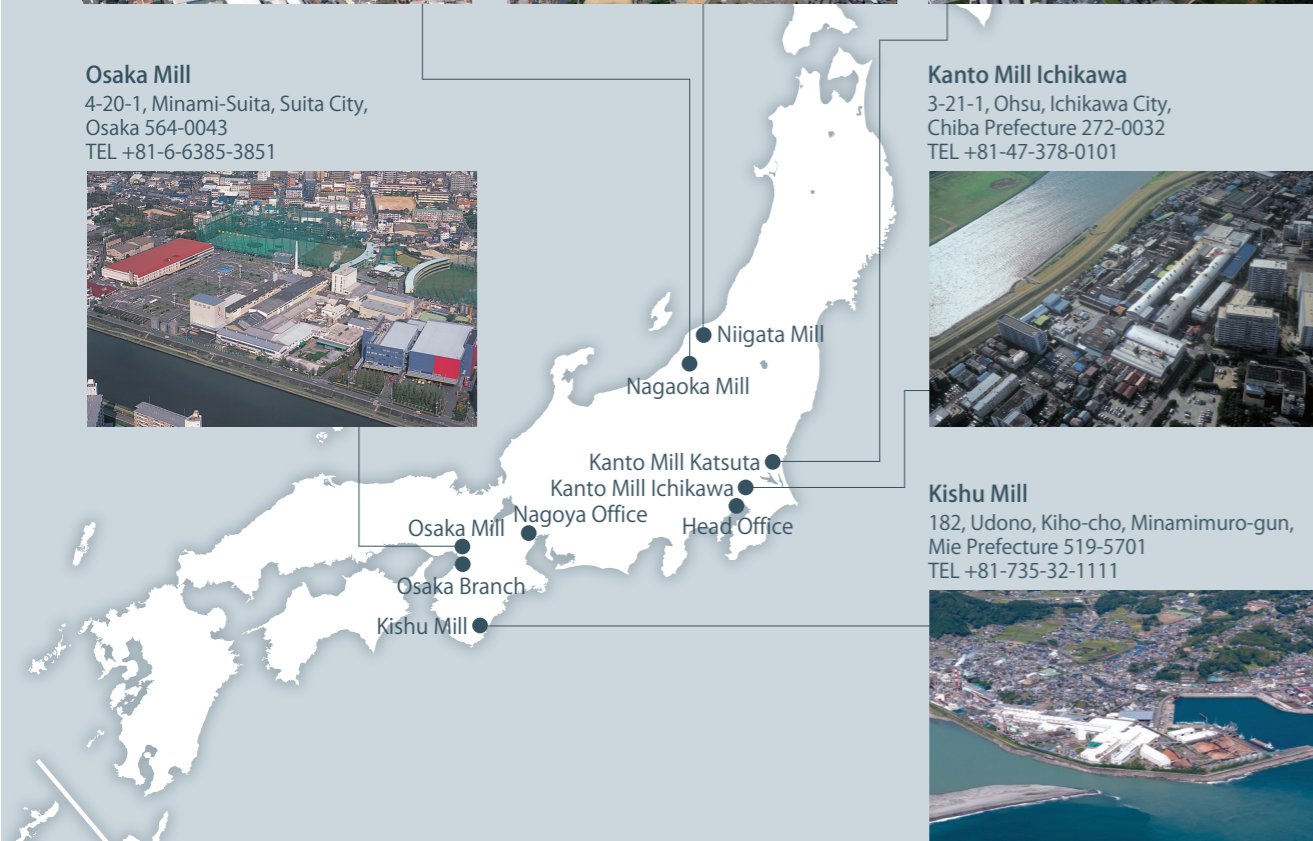 Osaka Mill
4-20-1, Minami-Suita, Suita City,
Osaka 564-0043
TEL +81-6-6385-3851
Kanto Mill Ichikawa
3-21-1, Ohsu, Ichikawa City,
Chiba Prefecture 272-0032
TEL +81-47-378-0101
Niigata Mill
Nagaoka Mill
Kanto Mill Katsuta
Kanto Mill Ichikawa
Nagoya Office
Head Office
Osaka Mill
Osaka Branch
Kishu Mill
Kishu Mill
182, Udono, Kiho-cho, Minamimuro-gun,
Mie Prefecture 519-5701
TEL +81-735-32-1111